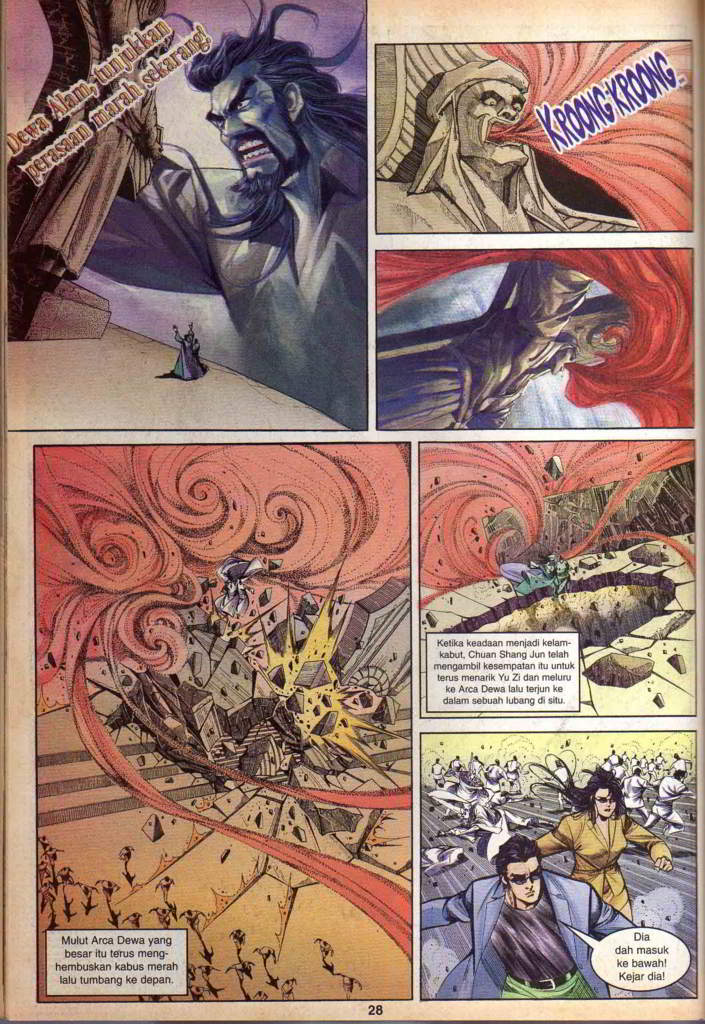 Dewa Alam, tunjukkan
perasaan marah sekarang!
KROONG-KROONG..
Mulut Arca Dewa yang
besar itu terus meng-
hembuskan kabus merah
lalu tumbang ke depan.
Ketika keadaan menjadi kelam-
kabut, Chuan Shang Jun telah
mengambil kesempatan itu untuk
terus menarik Yu Zi dan meluru
ke Arca Dewa lalu terjun ke
dalam sebuah lubang di situ.
Dia
dah masuk
ke bawah!
Kejar dia!
28